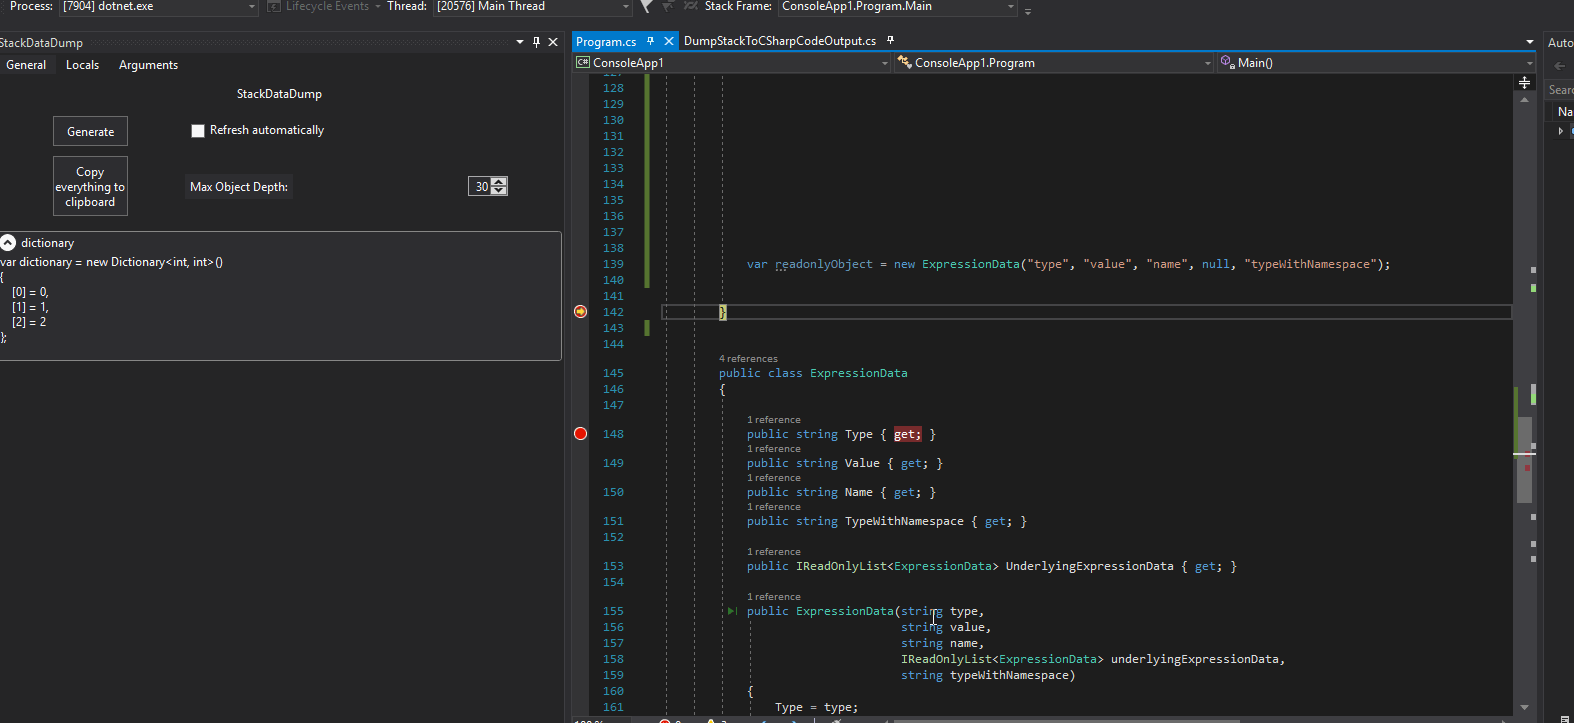 Process: [7904] dotnet.exe Lifecycle Events Thread: [20576] Main Thread Stack Frame: ConsoleApp1.Program.Main
StackDataDump
General Locals Arguments
StackDataDump
Generate
Refresh automatically
Copy
everything to
clipboard
Max Object Depth:
30
dictionary
var dictionary = new Dictionary<int, int>()
{
[0] = 0,
[1] = 1,
[2] = 2
};
Program.cs DumpStackToCSharpCodeOutput.cs
C# ConsoleApp1 ConsoleApp1.Program Main()
128
129
130
131
132
133
134
135
136
137
138
139 var readonlyObject = new ExpressionData("type", "value", "name", null, "typeWithNamespace");
140
141
142 }
143
144
4 references
145 public class ExpressionData
146 {
147
1 reference
148 public string Type { get; }
1 reference
149 public string Value { get; }
1 reference
150 public string Name { get; }
1 reference
151 public string TypeWithNamespace { get; }
152
1 reference
153 public IReadOnlyList<ExpressionData> UnderlyingExpressionData { get; }
154
1 reference
155 public ExpressionData(string type,
156 string value,
157 string name,
158 IReadOnlyList<ExpressionData> underlyingExpressionData,
159 string typeWithNamespace)
160 {
161 Type = type;
Auto
Sear
Na